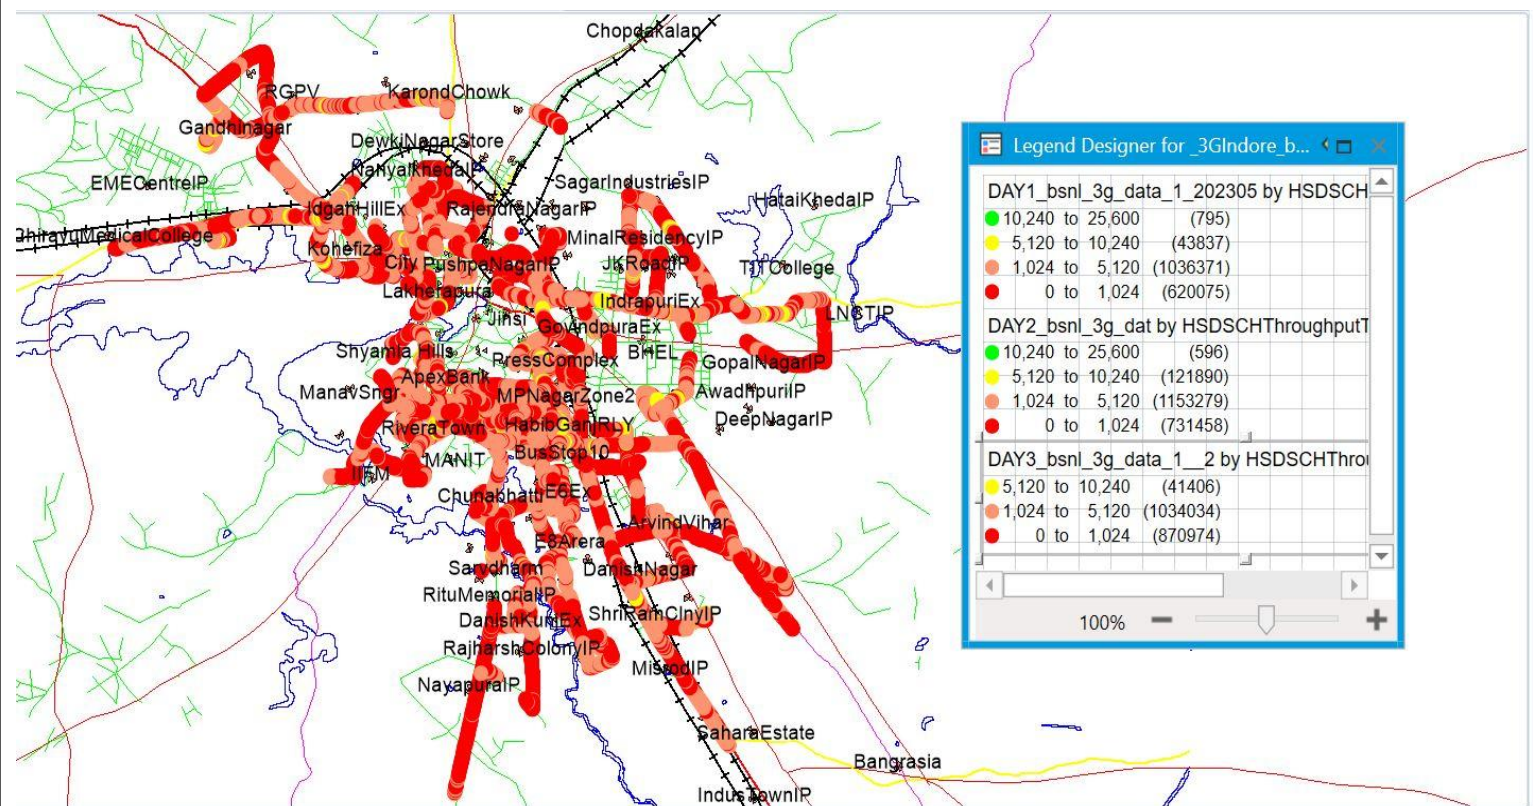 Chopdakalan
RGPV
KarondChowk
Gandhinagar
DewkiNagarStore
NariyalkhedaIP
EMECentreIP
SagarIndustriesIP
HataiKhedaIP
IdgahHillEx
RajendraNagarIP
ChirayuMedicalCollege
MinalResidencyIP
Kohefiza
City
PushpaNagarIP
JKRoadIP
TITCollege
Lakherapura
IndrapuriEx
LNCTIP
Jinsi
GovindpuraEx
Shyamla Hills
PressComplex
BHEL
GopalNagarIP
ApexBank
ManavSngr
MPNagarZone2
AwadhpuriIP
DeepNagarIP
RiveraTown
HabibGanjRLY
BusStop10
MANIT
IIFM
Chunabhatti
E6Ex
ArvindVihar
E8Arera
Sarvdharm
DanishNagar
RituMemorialIP
ShriRamClnyIP
DanishKunjEx
RajharshColonyIP
MisrodIP
NayapuraIP
SaharaEstate
Bangrasia
IndusTownIP
Legend Designer for _3GIndore_b...
DAY1_bsnl_3g_data_1_202305 by HSDSCH
10,240 to 25,600 (795)
5,120 to 10,240 (43837)
1,024 to 5,120 (1036371)
0 to 1,024 (620075)
DAY2_bsnl_3g_dat by HSDSCHThroughputT
10,240 to 25,600 (596)
5,120 to 10,240 (121890)
1,024 to 5,120 (1153279)
0 to 1,024 (731458)
DAY3_bsnl_3g_data_1__2 by HSDSCHThrou
5,120 to 10,240 (41406)
1,024 to 5,120 (1034034)
0 to 1,024 (870974)
100%